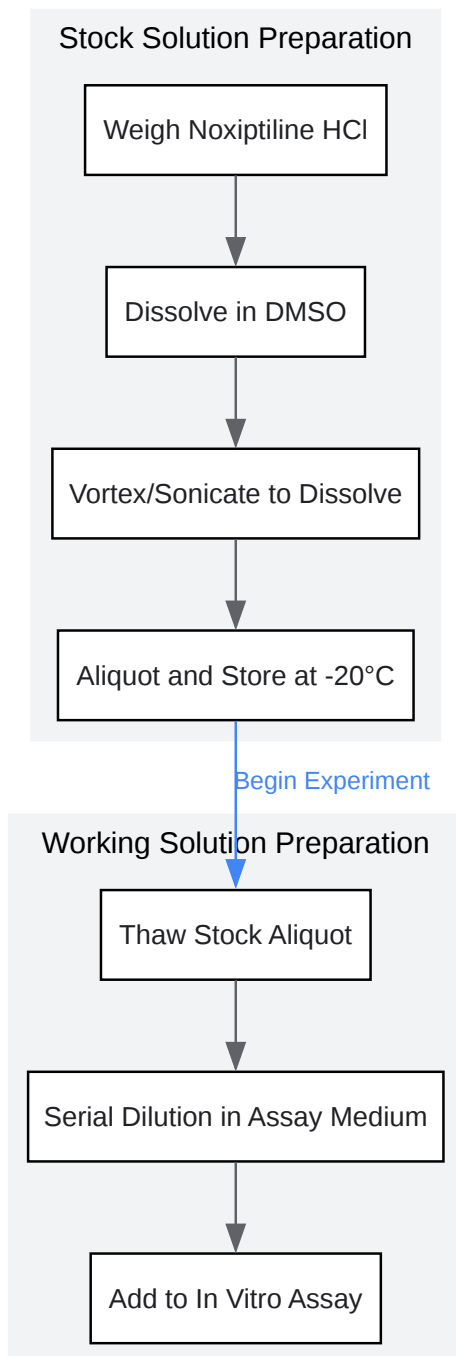 Stock Solution Preparation
Weigh Noxiptiline HCl
Dissolve in DMSO
Vortex/Sonicate to Dissolve
Aliquot and Store at -20°C
Begin Experiment
Working Solution Preparation
Thaw Stock Aliquot
Serial Dilution in Assay Medium
Add to In Vitro Assay